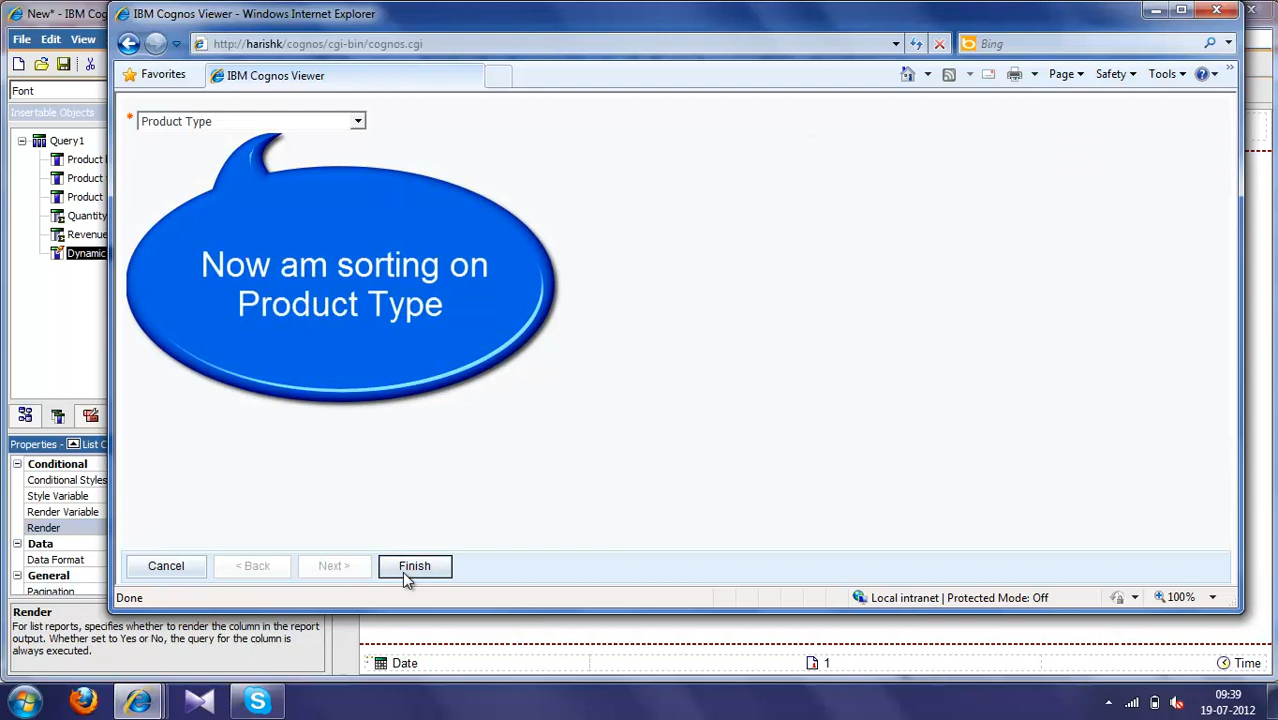 New* - IBM Cog
IBM Cognos Viewer - Windows Internet Explorer
File Edit View
http://harishk/cognos/cgi-bin/cognos.cgi
Bing
Favorites
IBM Cognos Viewer
Page
Safety
Tools
Font
Insertable Objects
Query1
Product
Product
Product
Quantity
Revenue
Dynamic
* Product Type
Now am sorting on
Product Type
Properties - List C
Conditional
Conditional Styles
Style Variable
Render Variable
Render
Data
Data Format
General
Pagination
Cancel
< Back
Next >
Finish
Done
Local intranet | Protected Mode: Off
100%
Render
For list reports, specifies whether to render the column in the report
output. Whether set to Yes or No, the query for the column is
always executed.
Date
1
Time
09:39
19-07-2012